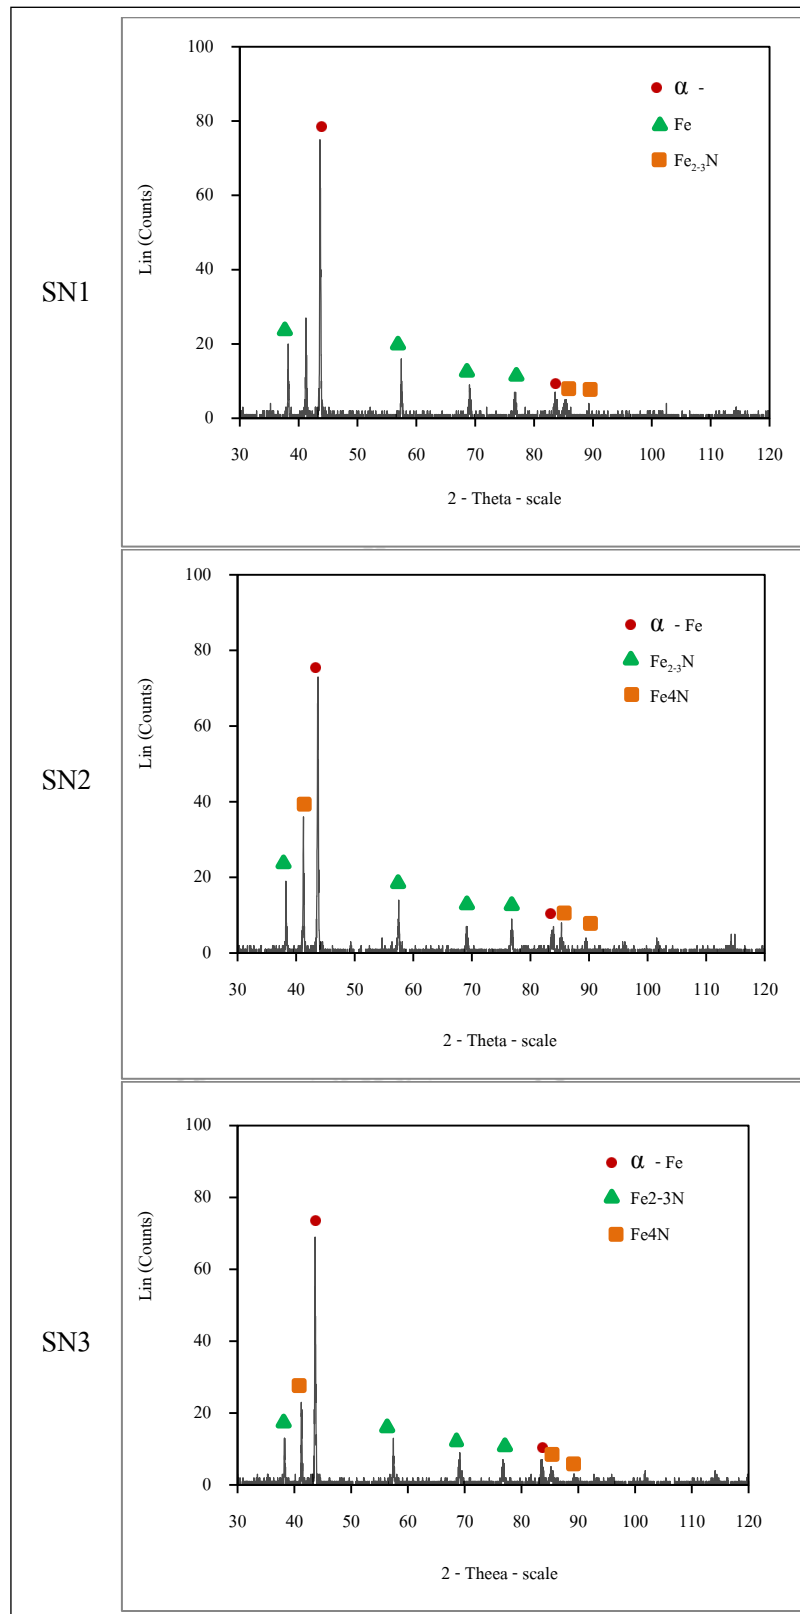 SN1
100
80
60
40
20
0
Lin (Counts)
α -
Fe
Fe₂₋₃N
30 40 50 60 70 80 90 100 110 120
2 - Theta - scale
SN2
100
80
60
40
20
0
Lin (Counts)
α - Fe
Fe₂₋₃N
Fe4N
30 40 50 60 70 80 90 100 110 120
2 - Theta - scale
SN3
100
80
60
40
20
0
Lin (Counts)
α - Fe
Fe2-3N
Fe4N
30 40 50 60 70 80 90 100 110 120
2 - Theea - scale